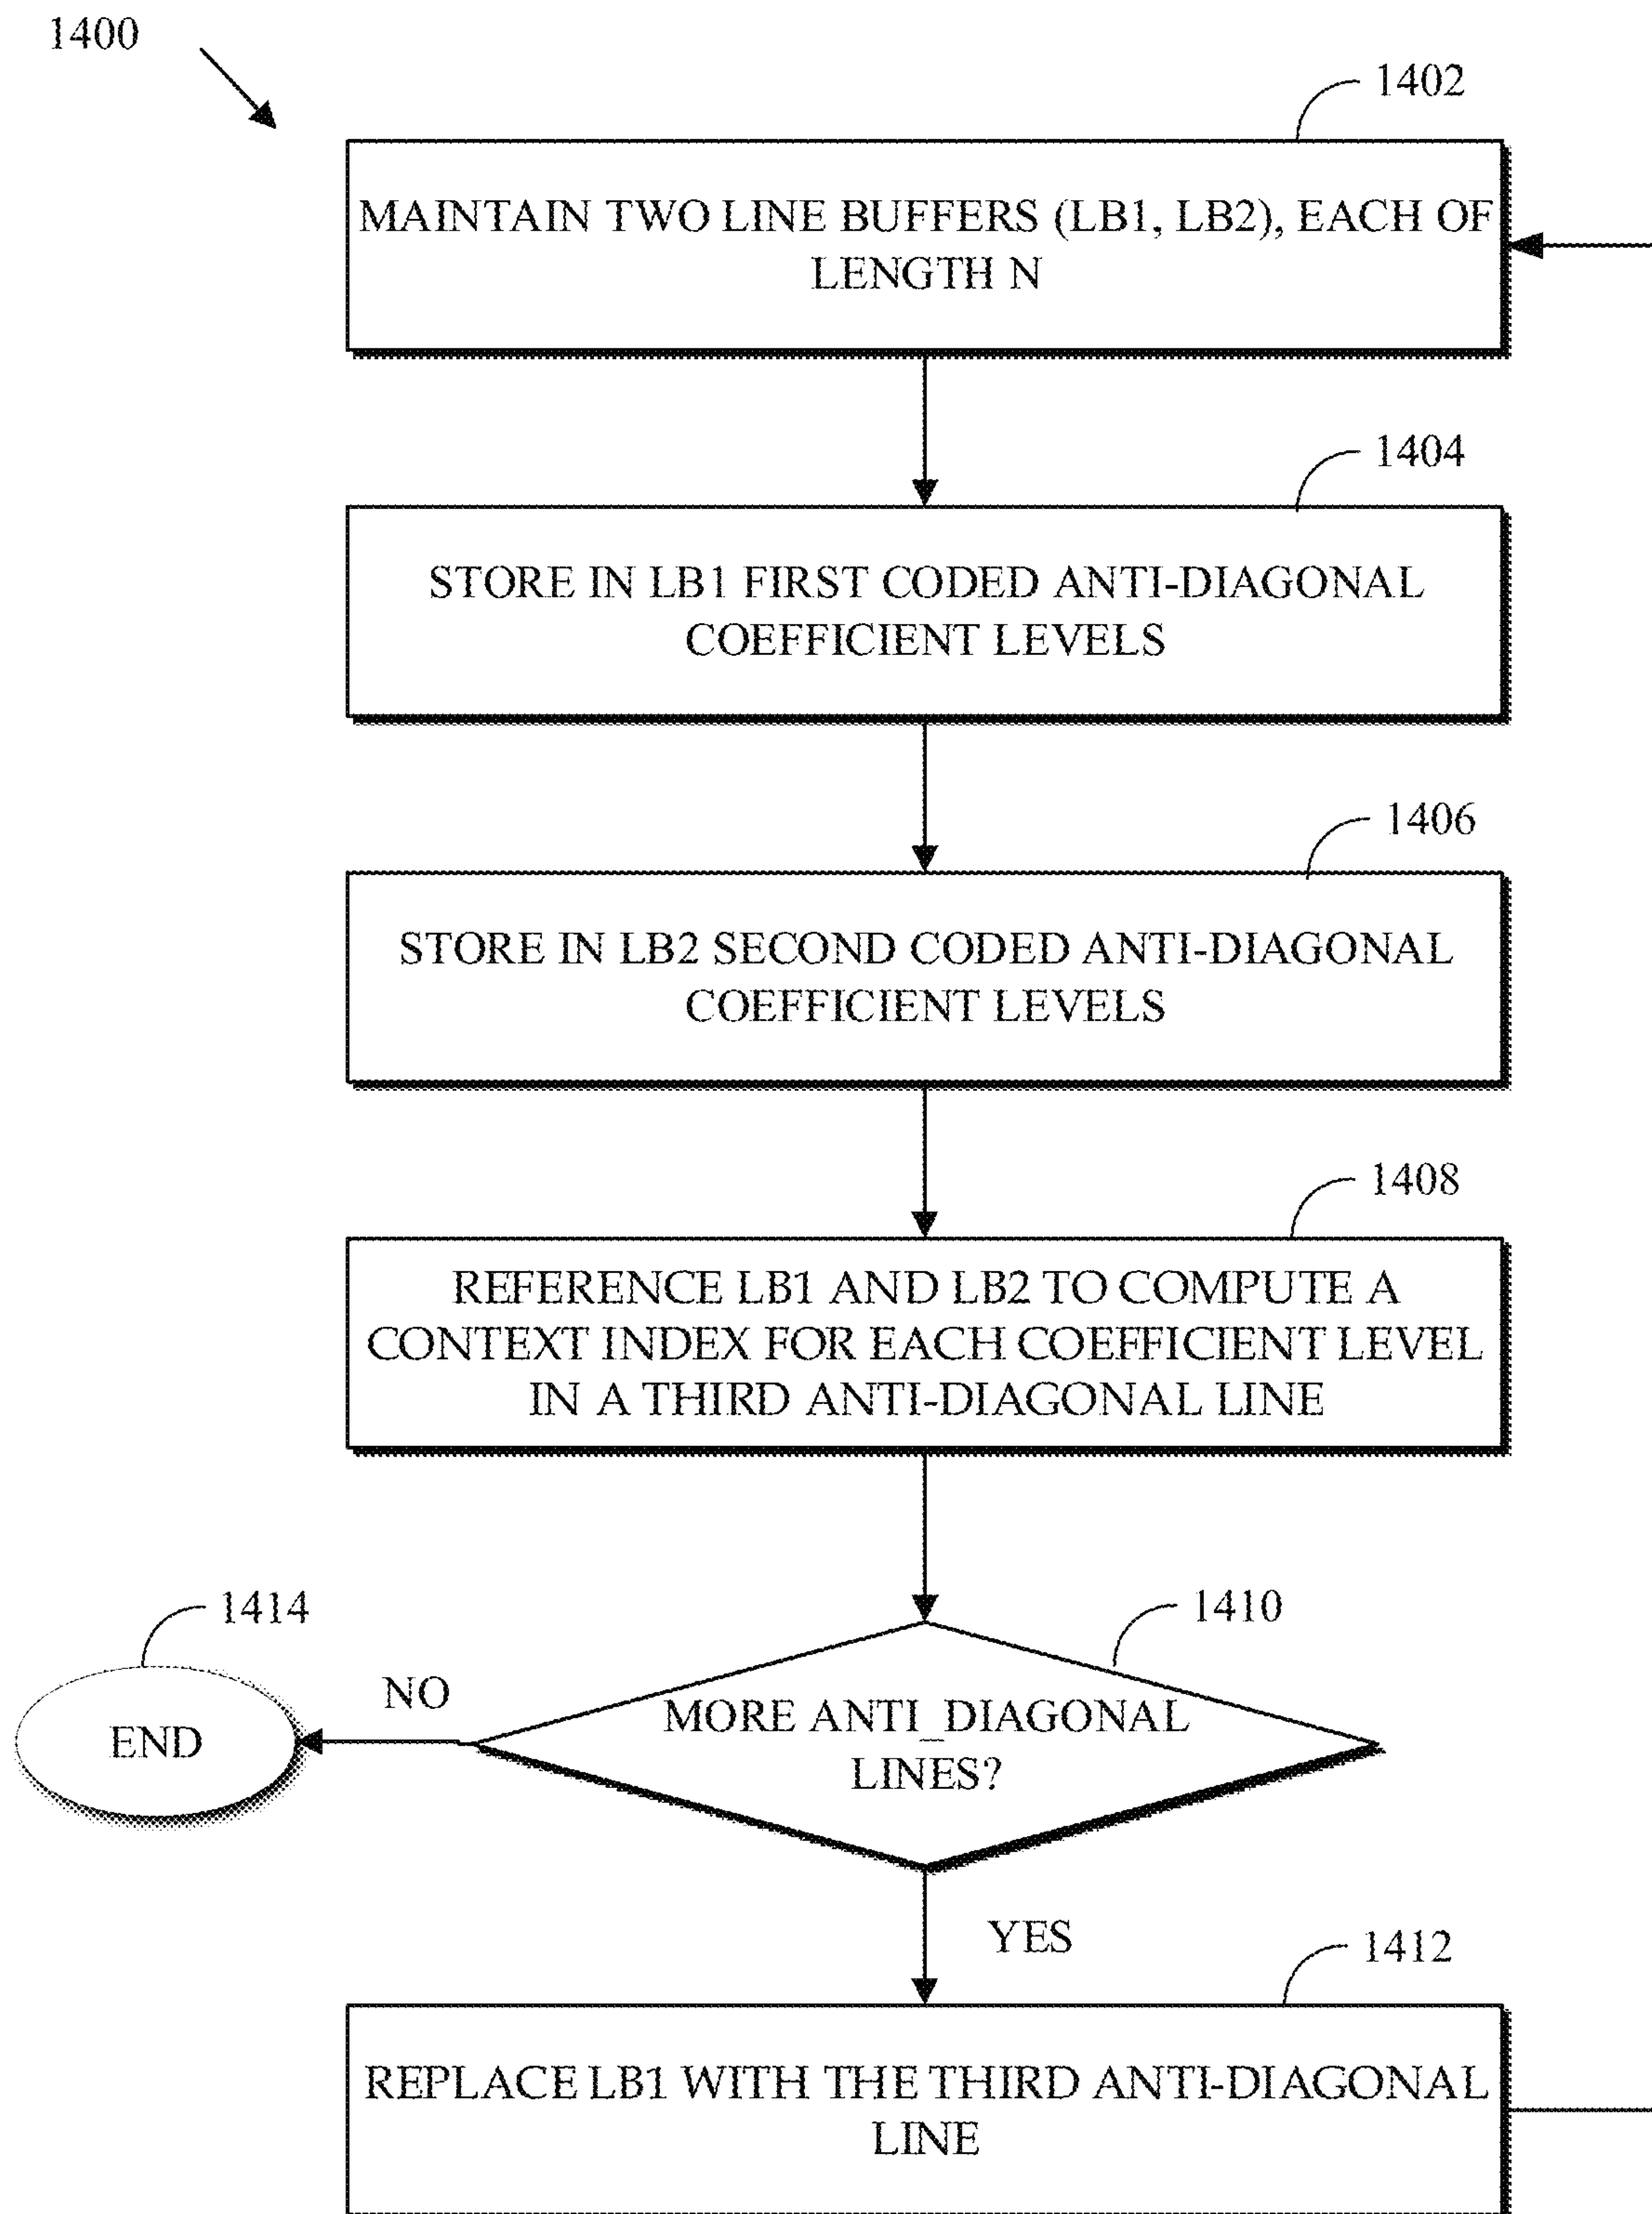 1400
1402
MAINTAIN TWO LINE BUFFERS (LB1, LB2), EACH OF
LENGTH N
1404
STORE IN LB1 FIRST CODED ANTI-DIAGONAL
COEFFICIENT LEVELS
1406
STORE IN LB2 SECOND CODED ANTI-DIAGONAL
COEFFICIENT LEVELS
1408
REFERENCE LB1 AND LB2 TO COMPUTE A
CONTEXT INDEX FOR EACH COEFFICIENT LEVEL
IN A THIRD ANTI-DIAGONAL LINE
1414
1410
END
NO
MORE ANTI_DIAGONAL
LINES?
YES
1412
REPLACE LB1 WITH THE THIRD ANTI-DIAGONAL
LINE